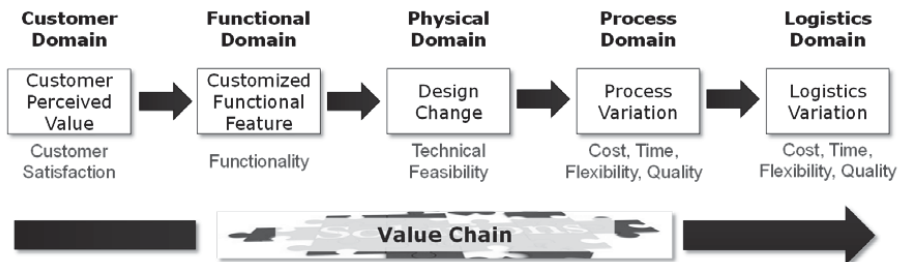 Customer
Domain
Functional
Domain
Physical
Domain
Process
Domain
Logistics
Domain
Customer
Perceived
Value
Customized
Functional
Feature
Design
Change
Process
Variation
Logistics
Variation
Customer
Satisfaction
Functionality
Technical
Feasibility
Cost, Time,
Flexibility, Quality
Cost, Time,
Flexibility, Quality
Value Chain